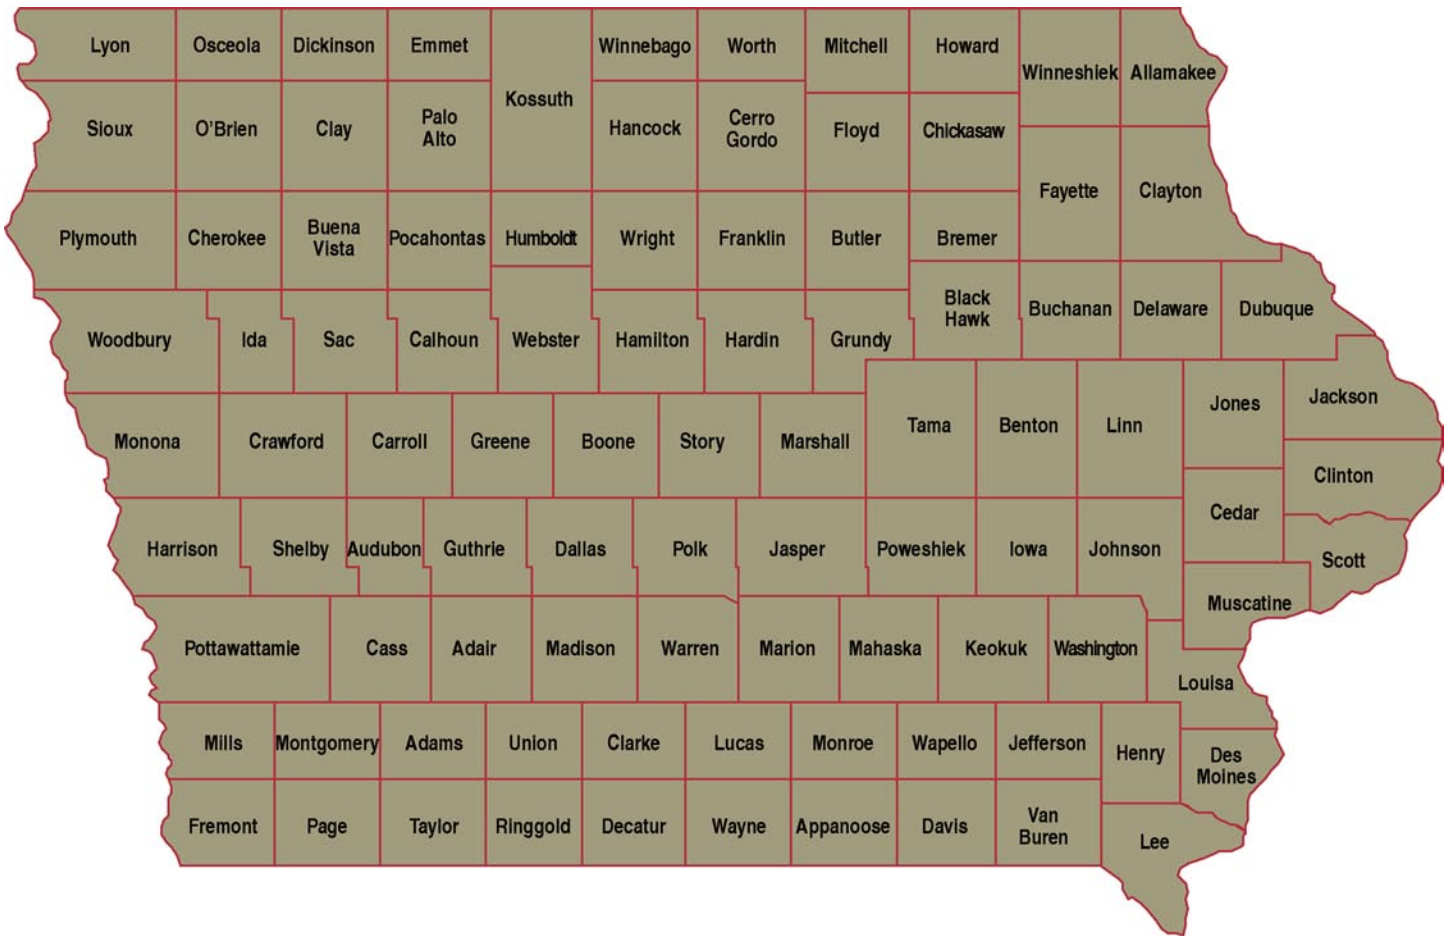 Lyon
Osceola
Dickinson
Emmet
Kossuth
Winnebago
Worth
Mitchell
Howard
Winneshiek
Allamakee
Sioux
O'Brien
Clay
Palo
Alto
Hancock
Cerro
Gordo
Floyd
Chickasaw
Fayette
Clayton
Plymouth
Cherokee
Buena
Vista
Pocahontas
Humboldt
Wright
Franklin
Butler
Bremer
Black
Hawk
Buchanan
Delaware
Dubuque
Woodbury
Ida
Sac
Calhoun
Webster
Hamilton
Hardin
Grundy
Tama
Benton
Linn
Jones
Jackson
Monona
Crawford
Carroll
Greene
Boone
Story
Marshall
Clinton
Cedar
Harrison
Shelby
Audubon
Guthrie
Dallas
Polk
Jasper
Poweshiek
Iowa
Johnson
Scott
Muscatine
Pottawattamie
Cass
Adair
Madison
Warren
Marion
Mahaska
Keokuk
Washington
Louisa
Mills
Montgomery
Adams
Union
Clarke
Lucas
Monroe
Wapello
Jefferson
Henry
Des
Moines
Fremont
Page
Taylor
Ringgold
Decatur
Wayne
Appanoose
Davis
Van
Buren
Lee